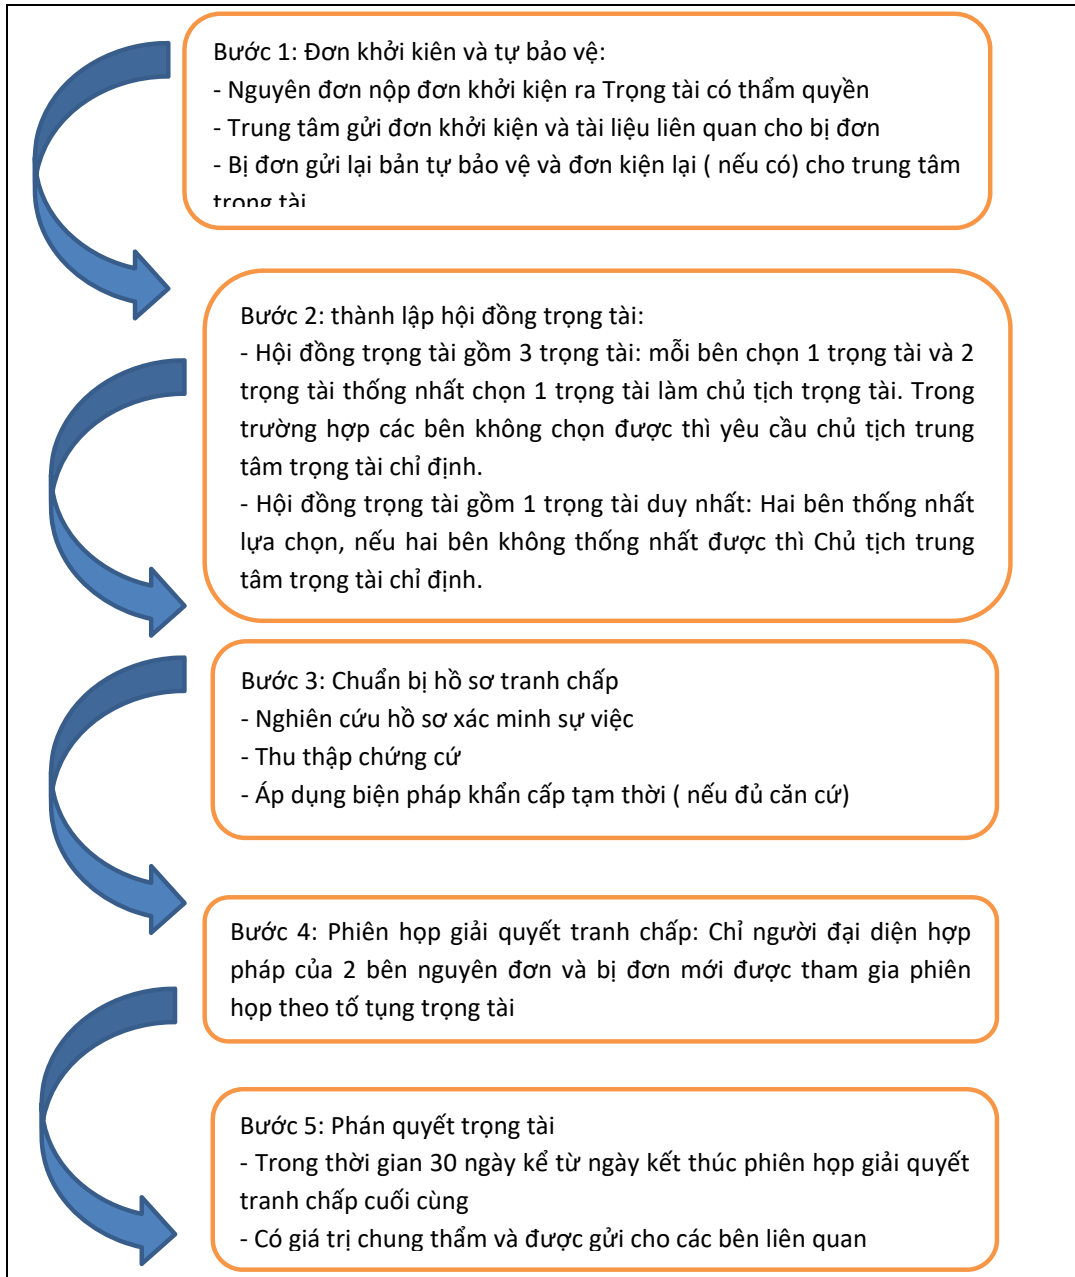 Bước 1: Đơn khởi kiên và tự bảo vệ:
- Nguyên đơn nộp đơn khởi kiện ra Trọng tài có thẩm quyền
- Trung tâm gửi đơn khởi kiện và tài liệu liên quan cho bị đơn
- Bị đơn gửi lại bản tự bảo vệ và đơn kiện lại ( nếu có) cho trung tâm
trọng tài
Bước 2: thành lập hội đồng trọng tài:
- Hội đồng trọng tài gồm 3 trọng tài: mỗi bên chọn 1 trọng tài và 2
trọng tài thống nhất chọn 1 trọng tài làm chủ tịch trọng tài. Trong
trường hợp các bên không chọn được thì yêu cầu chủ tịch trung
tâm trọng tài chỉ định.
- Hội đồng trọng tài gồm 1 trọng tài duy nhất: Hai bên thống nhất
lựa chọn, nếu hai bên không thống nhất được thì Chủ tịch trung
tâm trọng tài chỉ định.
Bước 3: Chuẩn bị hồ sơ tranh chấp
- Nghiên cứu hồ sơ xác minh sự việc
- Thu thập chứng cứ
- Áp dụng biện pháp khẩn cấp tạm thời ( nếu đủ căn cứ)
Bước 4: Phiên họp giải quyết tranh chấp: Chỉ người đại diện hợp
pháp của 2 bên nguyên đơn và bị đơn mới được tham gia phiên
họp theo tố tụng trọng tài
Bước 5: Phán quyết trọng tài
- Trong thời gian 30 ngày kể từ ngày kết thúc phiên họp giải quyết
tranh chấp cuối cùng
- Có giá trị chung thẩm và được gửi cho các bên liên quan